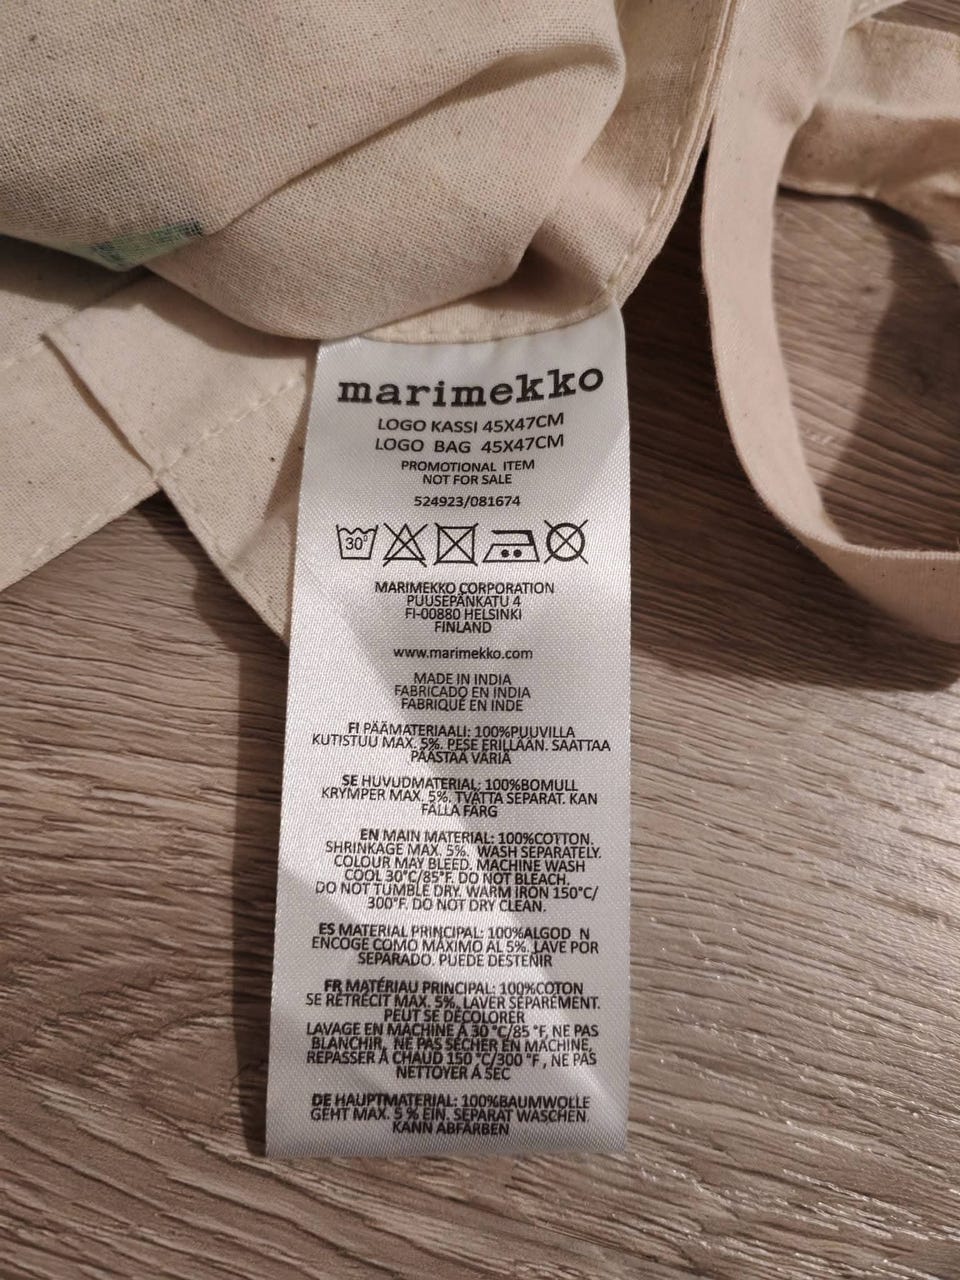 marimekko
LOGO KASSI 45X47CM
LOGO BAG 45X47CM
PROMOTIONAL ITEM
NOT FOR SALE
524923/081674
30°
MARIMEKKO CORPORATION
PUUSEPÄNKATU 4
FI-00880 HELSINKI
FINLAND
www.marimekko.com
MADE IN INDIA
FABRICADO EN INDIA
FABRIQUÉ EN INDE
FI PÄÄMATERIAALI: 100%PUUVILLA
KUTISTUU MAX. 5%. PESE ERILLÄÄN. SAATTAA
PÄÄSTÄÄ VÄRIÄ
SE HUVUDMATERIAL: 100%BOMULL
KRYMPER MAX. 5%. TVÄTTA SEPARAT. KAN
FÄLLA FÄRG
EN MAIN MATERIAL: 100%COTTON.
SHRINKAGE MAX. 5%. WASH SEPARATELY.
COLOUR MAY BLEED. MACHINE WASH
COOL 30°C/85°F. DO NOT BLEACH.
DO NOT TUMBLE DRY. WARM IRON 150°C/
300°F. DO NOT DRY CLEAN.
ES MATERIAL PRINCIPAL: 100%ALGOD N
ENCOGE COMO MÁXIMO AL 5%. LAVE POR
SEPARADO. PUEDE DESTEÑIR
FR MATÉRIAU PRINCIPAL: 100%COTON
SE RÉTRÉCIT MAX. 5%. LAVER SÉPARÉMENT.
PEUT SE DÉCOLORER
LAVAGE EN MACHINE Á 30 °C/85 °F, NE PAS
BLANCHIR, NE PAS SÉCHER EN MACHINE,
REPASSER Á CHAUD 150 °C/300 °F , NE PAS
NETTOYER Á SEC
DE HAUPTMATERIAL: 100%BAUMWOLLE
GEHT MAX. 5 % EIN. SEPARAT WASCHEN.
KANN ABFÄRBEN